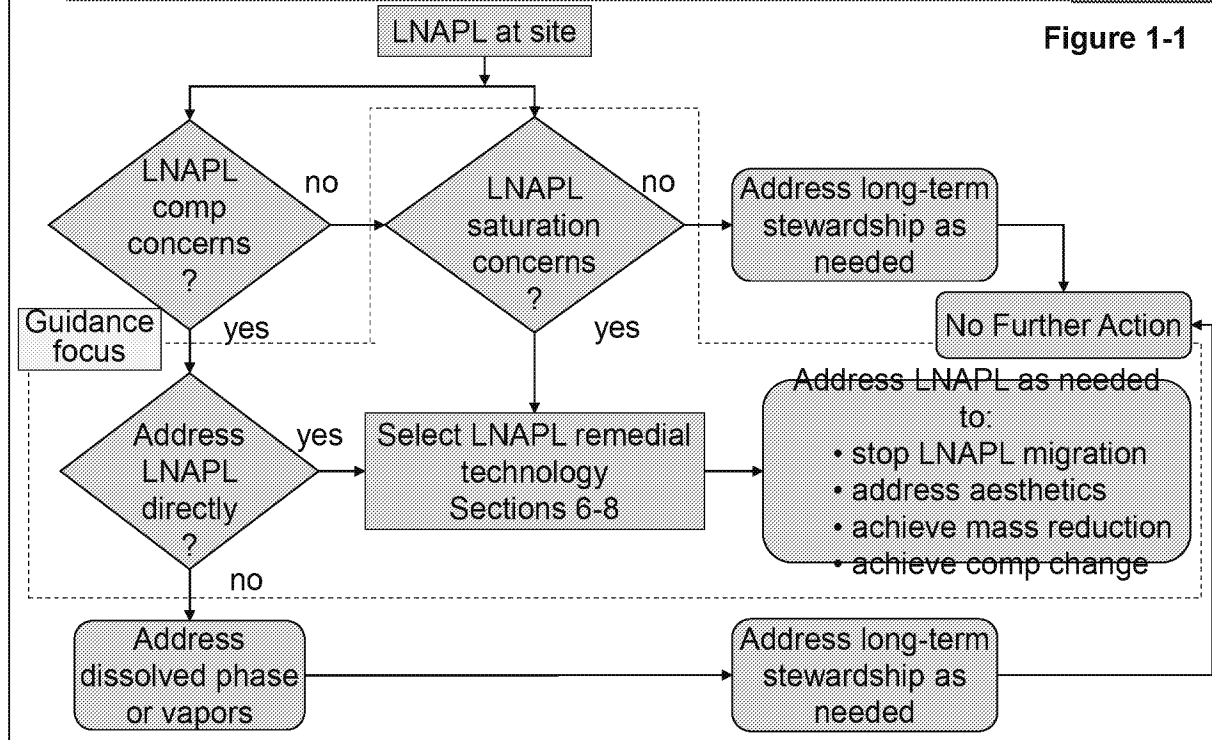 Figure 1-1
LNAPL at site
LNAPL
comp
concerns
?
no
yes
LNAPL
saturation
concerns
?
no
yes
Address long-term
stewardship as
needed
No Further Action
Guidance
focus
Address
LNAPL
directly
?
yes
no
Select LNAPL remedial
technology
Sections 6-8
Address LNAPL as needed
to:
• stop LNAPL migration
• address aesthetics
• achieve mass reduction
• achieve comp change
Address
dissolved phase
or vapors
Address long-term
stewardship as
needed